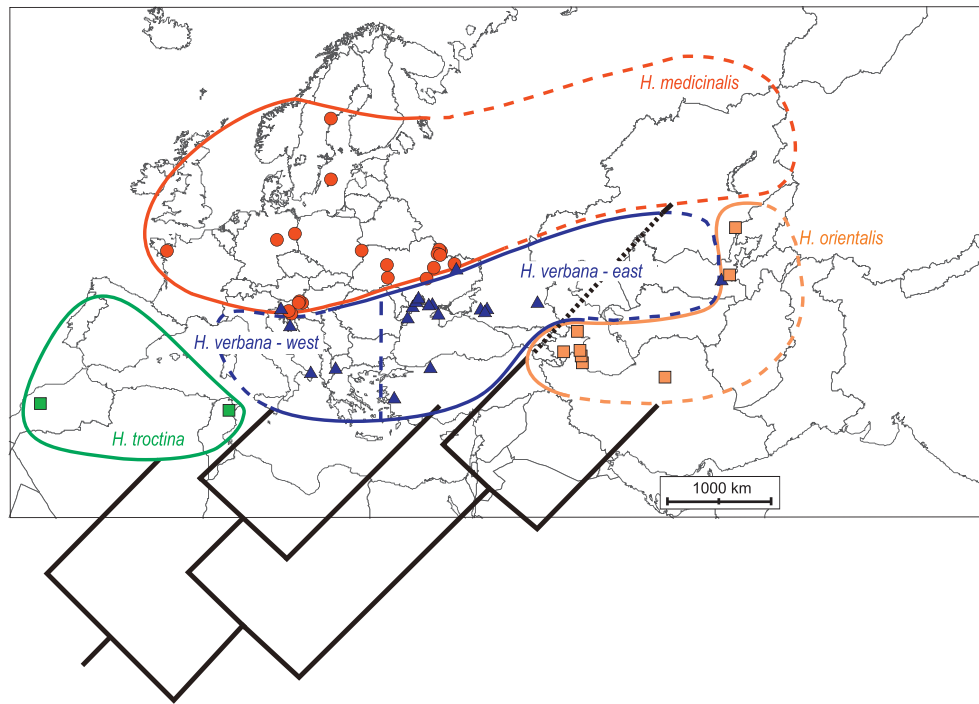 H. medicinalis
H. orientalis
H. verbana - east
H. verbana - west
H. troctina
1000 km